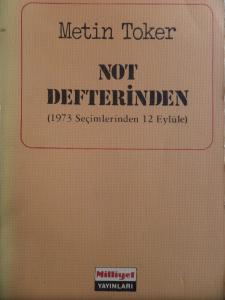 Metin Toker
NOT
DEFTERİNDEN
(1973 Seçimlerinden 12 Eylüle)
Milliyet
YAYINLARI